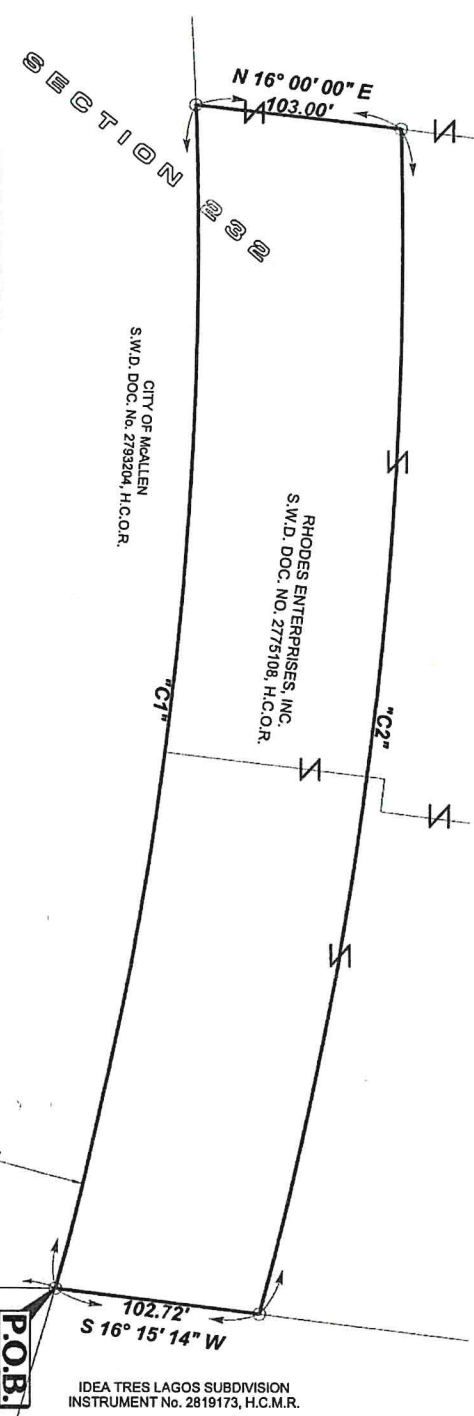 N 16° 00' 00" E
103.00'
SECTION 232
CITY OF McALLEN
S.W.D. DOC. No. 2793204, H.C.O.R.
RHODES ENTERPRISES, INC.
S.W.D. DOC. NO. 2775108, H.C.O.R.
"C1"
"C2"
102.72'
S 16° 15' 14" W
P.O.B.
IDEA TRES LAGOS SUBDIVISION
INSTRUMENT No. 2819173, H.C.M.R.